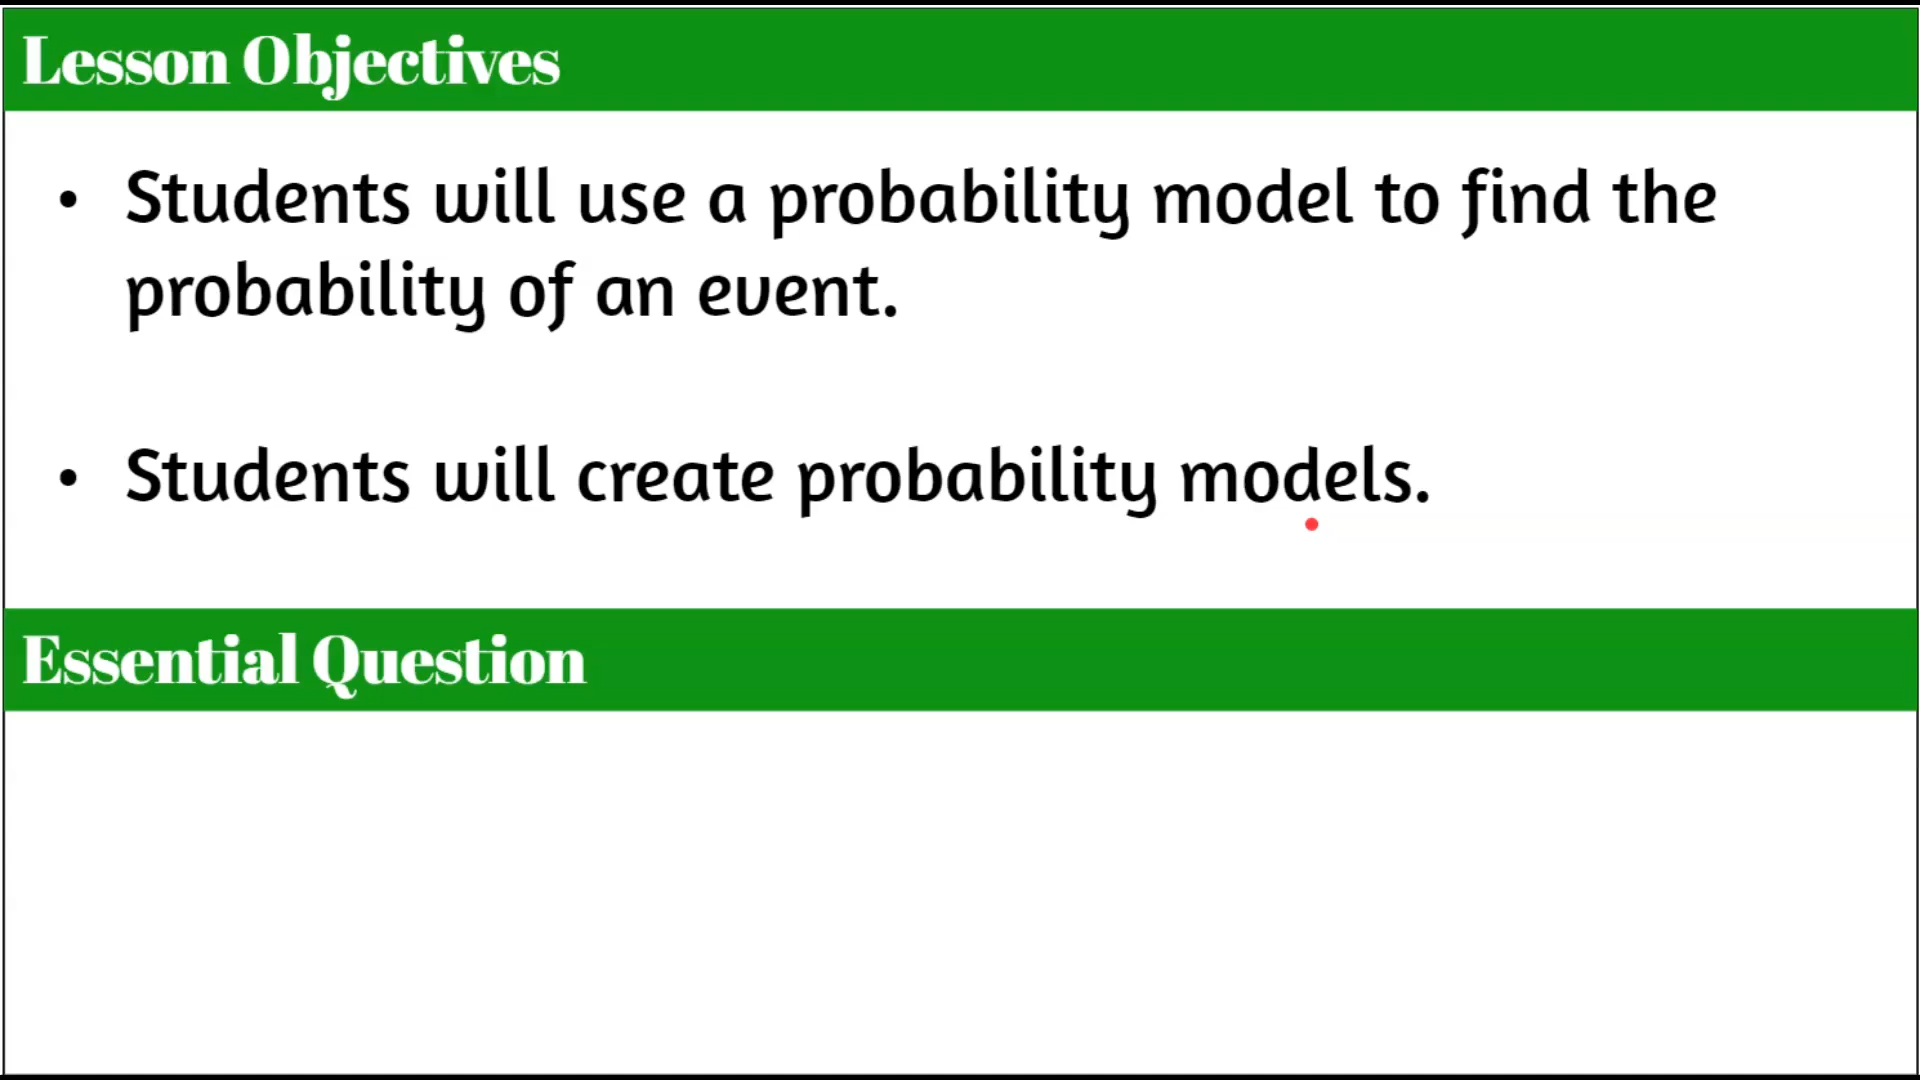 Lesson Objectives
• Students will use a probability model to find the
probability of an event.
• Students will create probability models.
Essential Question